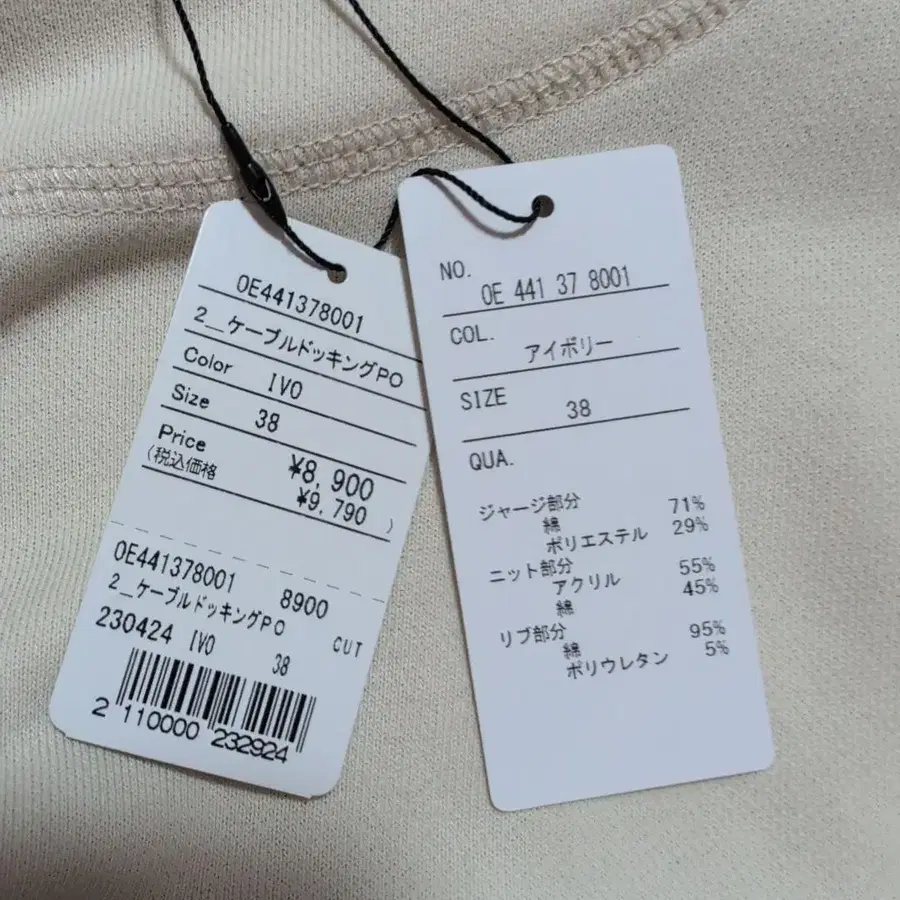 0E441378001
2_ケーブルドッキングPO
Color IVO
Size 38
Price ¥8,900
(税込価格 ¥9,790 )
0E441378001 8900
2_ケーブルドッキングPO CUT
230424 IVO 38
2 110000 232924
NO. 0E 441 37 8001
COL. アイボリー
SIZE 38
QUA.
ジャージ部分
綿 71%
ポリエステル 29%
ニット部分
アクリル 55%
綿 45%
リブ部分
綿 95%
ポリウレタン 5%